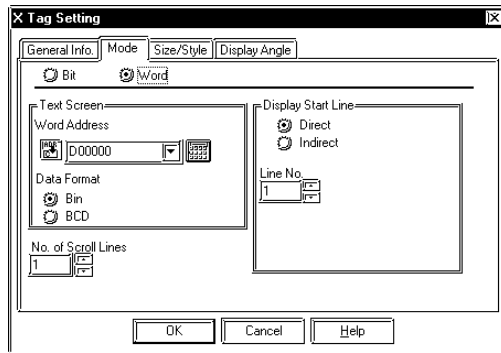 X Tag Setting
General Info. Mode Size/Style Display Angle
Bit Word
Text Screen
Word Address
ADR
D00000
Data Format
Bin
BCD
No. of Scroll Lines
1
Display Start Line
Direct
Indirect
Line No.
1
OK Cancel Help